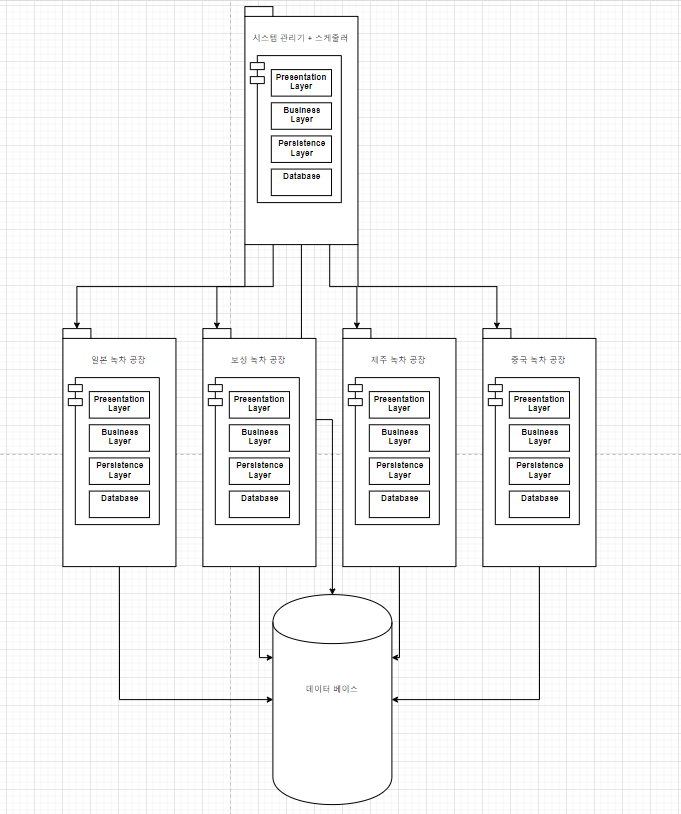 시스템 관리기 + 스케줄러
Presentation
Layer
Business
Layer
Persistence
Layer
Database
일본 녹차 공장
Presentation
Layer
Business
Layer
Persistence
Layer
Database
보성 녹차 공장
Presentation
Layer
Business
Layer
Persistence
Layer
Database
제주 녹차 공장
Presentation
Layer
Business
Layer
Persistence
Layer
Database
중국 녹차 공장
Presentation
Layer
Business
Layer
Persistence
Layer
Database
데이터 베이스